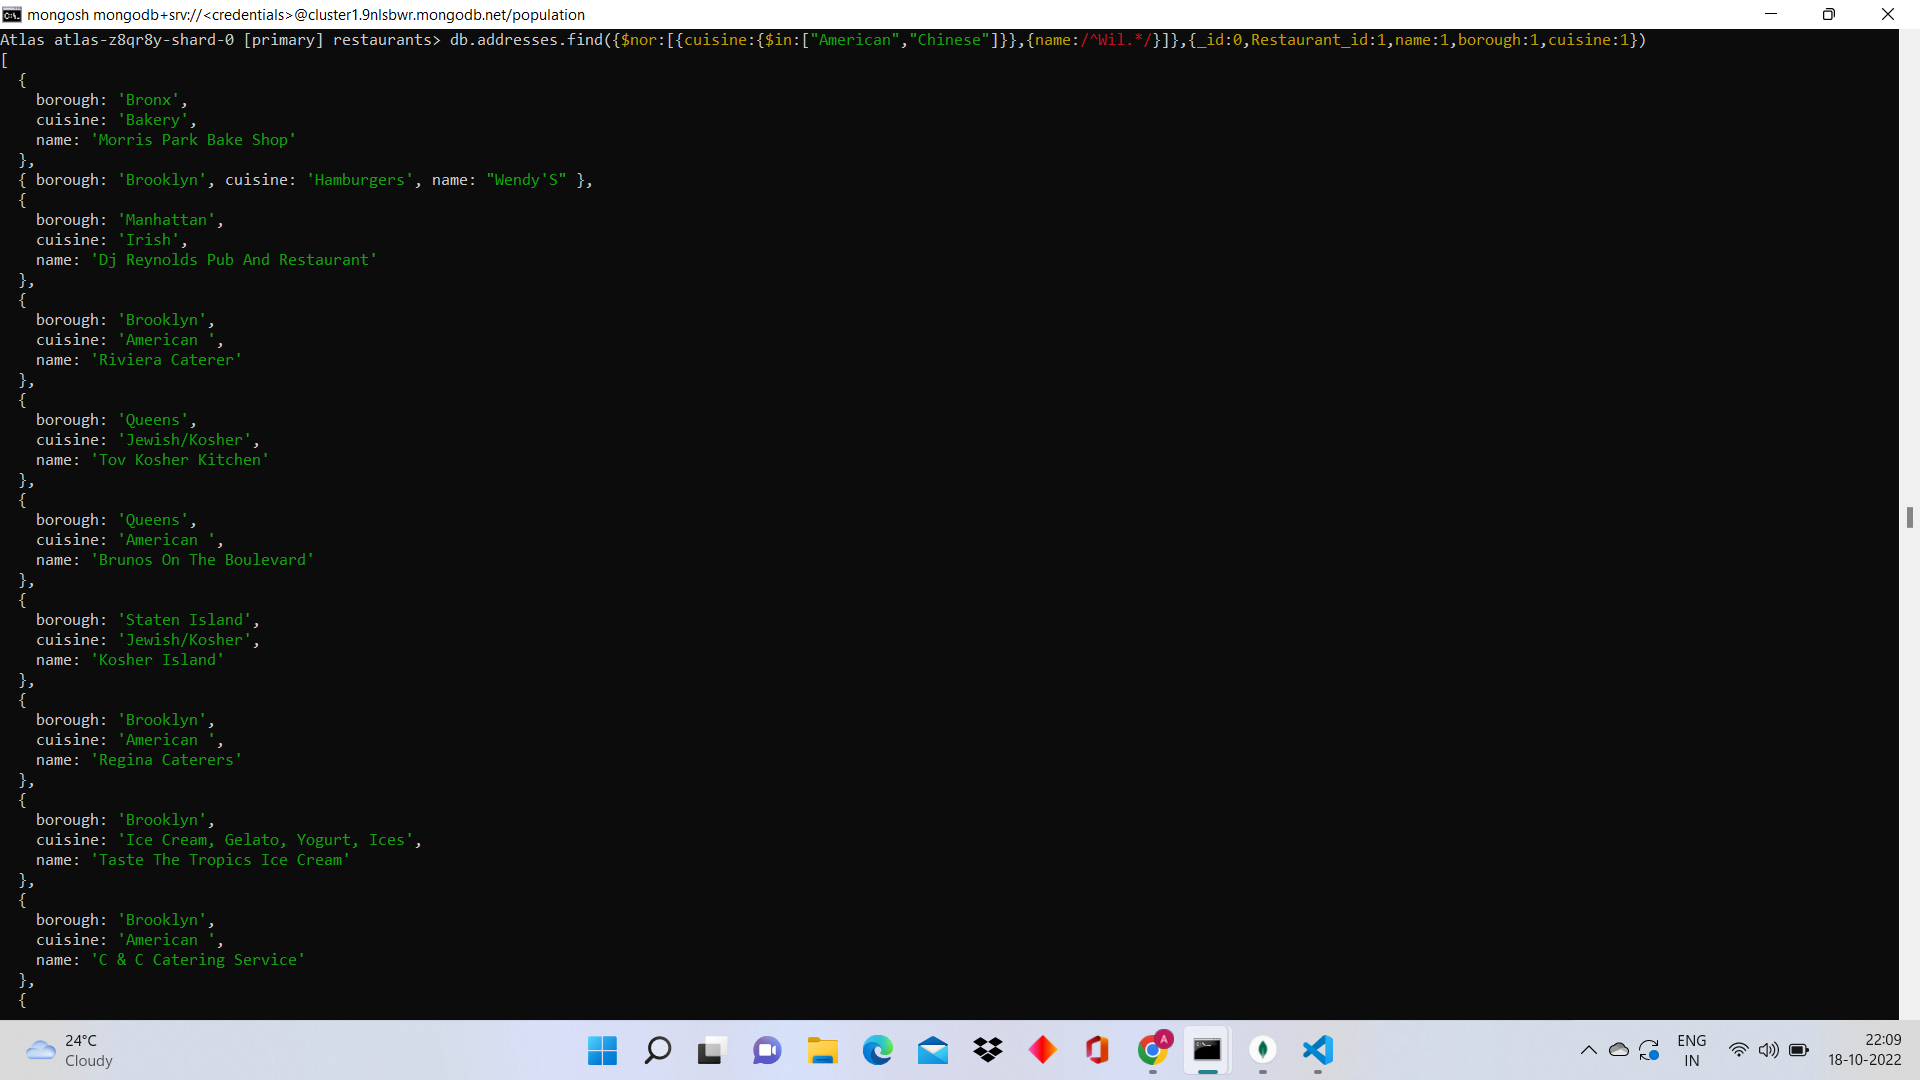 mongosh mongodb+srv://<credentials>@cluster1.9nlsbwr.mongodb.net/population
Atlas atlas-z8qr8y-shard-0 [primary] restaurants> db.addresses.find({$nor:[{cuisine:{$in:["American","Chinese"]}},{name:/^Wil.*/}]},{_id:0,Restaurant_id:1,name:1,borough:1,cuisine:1})
[
  {
    borough: 'Bronx',
    cuisine: 'Bakery',
    name: 'Morris Park Bake Shop'
  },
  { borough: 'Brooklyn', cuisine: 'Hamburgers', name: "Wendy'S" },
  {
    borough: 'Manhattan',
    cuisine: 'Irish',
    name: 'Dj Reynolds Pub And Restaurant'
  },
  {
    borough: 'Brooklyn',
    cuisine: 'American ',
    name: 'Riviera Caterer'
  },
  {
    borough: 'Queens',
    cuisine: 'Jewish/Kosher',
    name: 'Tov Kosher Kitchen'
  },
  {
    borough: 'Queens',
    cuisine: 'American ',
    name: 'Brunos On The Boulevard'
  },
  {
    borough: 'Staten Island',
    cuisine: 'Jewish/Kosher',
    name: 'Kosher Island'
  },
  {
    borough: 'Brooklyn',
    cuisine: 'American ',
    name: 'Regina Caterers'
  },
  {
    borough: 'Brooklyn',
    cuisine: 'Ice Cream, Gelato, Yogurt, Ices',
    name: 'Taste The Tropics Ice Cream'
  },
  {
    borough: 'Brooklyn',
    cuisine: 'American ',
    name: 'C & C Catering Service'
  },
  {
24°C
Cloudy
A
ENG
IN
22:09
18-10-2022